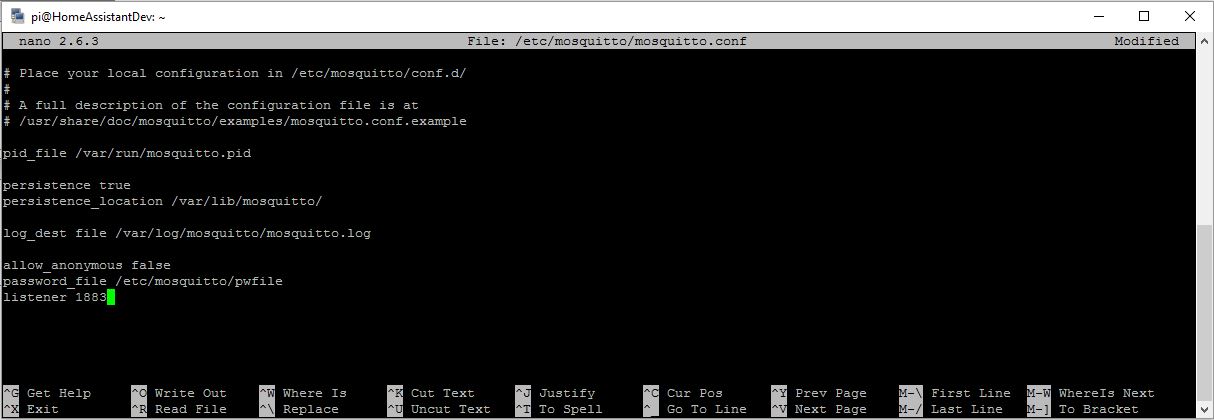 pi@HomeAssistantDev: ~
nano 2.6.3 File: /etc/mosquitto/mosquitto.conf Modified
# Place your local configuration in /etc/mosquitto/conf.d/
#
# A full description of the configuration file is at
# /usr/share/doc/mosquitto/examples/mosquitto.conf.example
pid_file /var/run/mosquitto.pid
persistence true
persistence_location /var/lib/mosquitto/
log_dest file /var/log/mosquitto/mosquitto.log
allow_anonymous false
password_file /etc/mosquitto/pwfile
listener 1883
^G Get Help ^O Write Out ^W Where Is ^K Cut Text ^J Justify ^C Cur Pos ^Y Prev Page M-\ First Line M-W WhereIs Next
^X Exit ^R Read File ^\ Replace ^U Uncut Text ^T To Spell ^_ Go To Line ^V Next Page M-/ Last Line M-] To Bracket